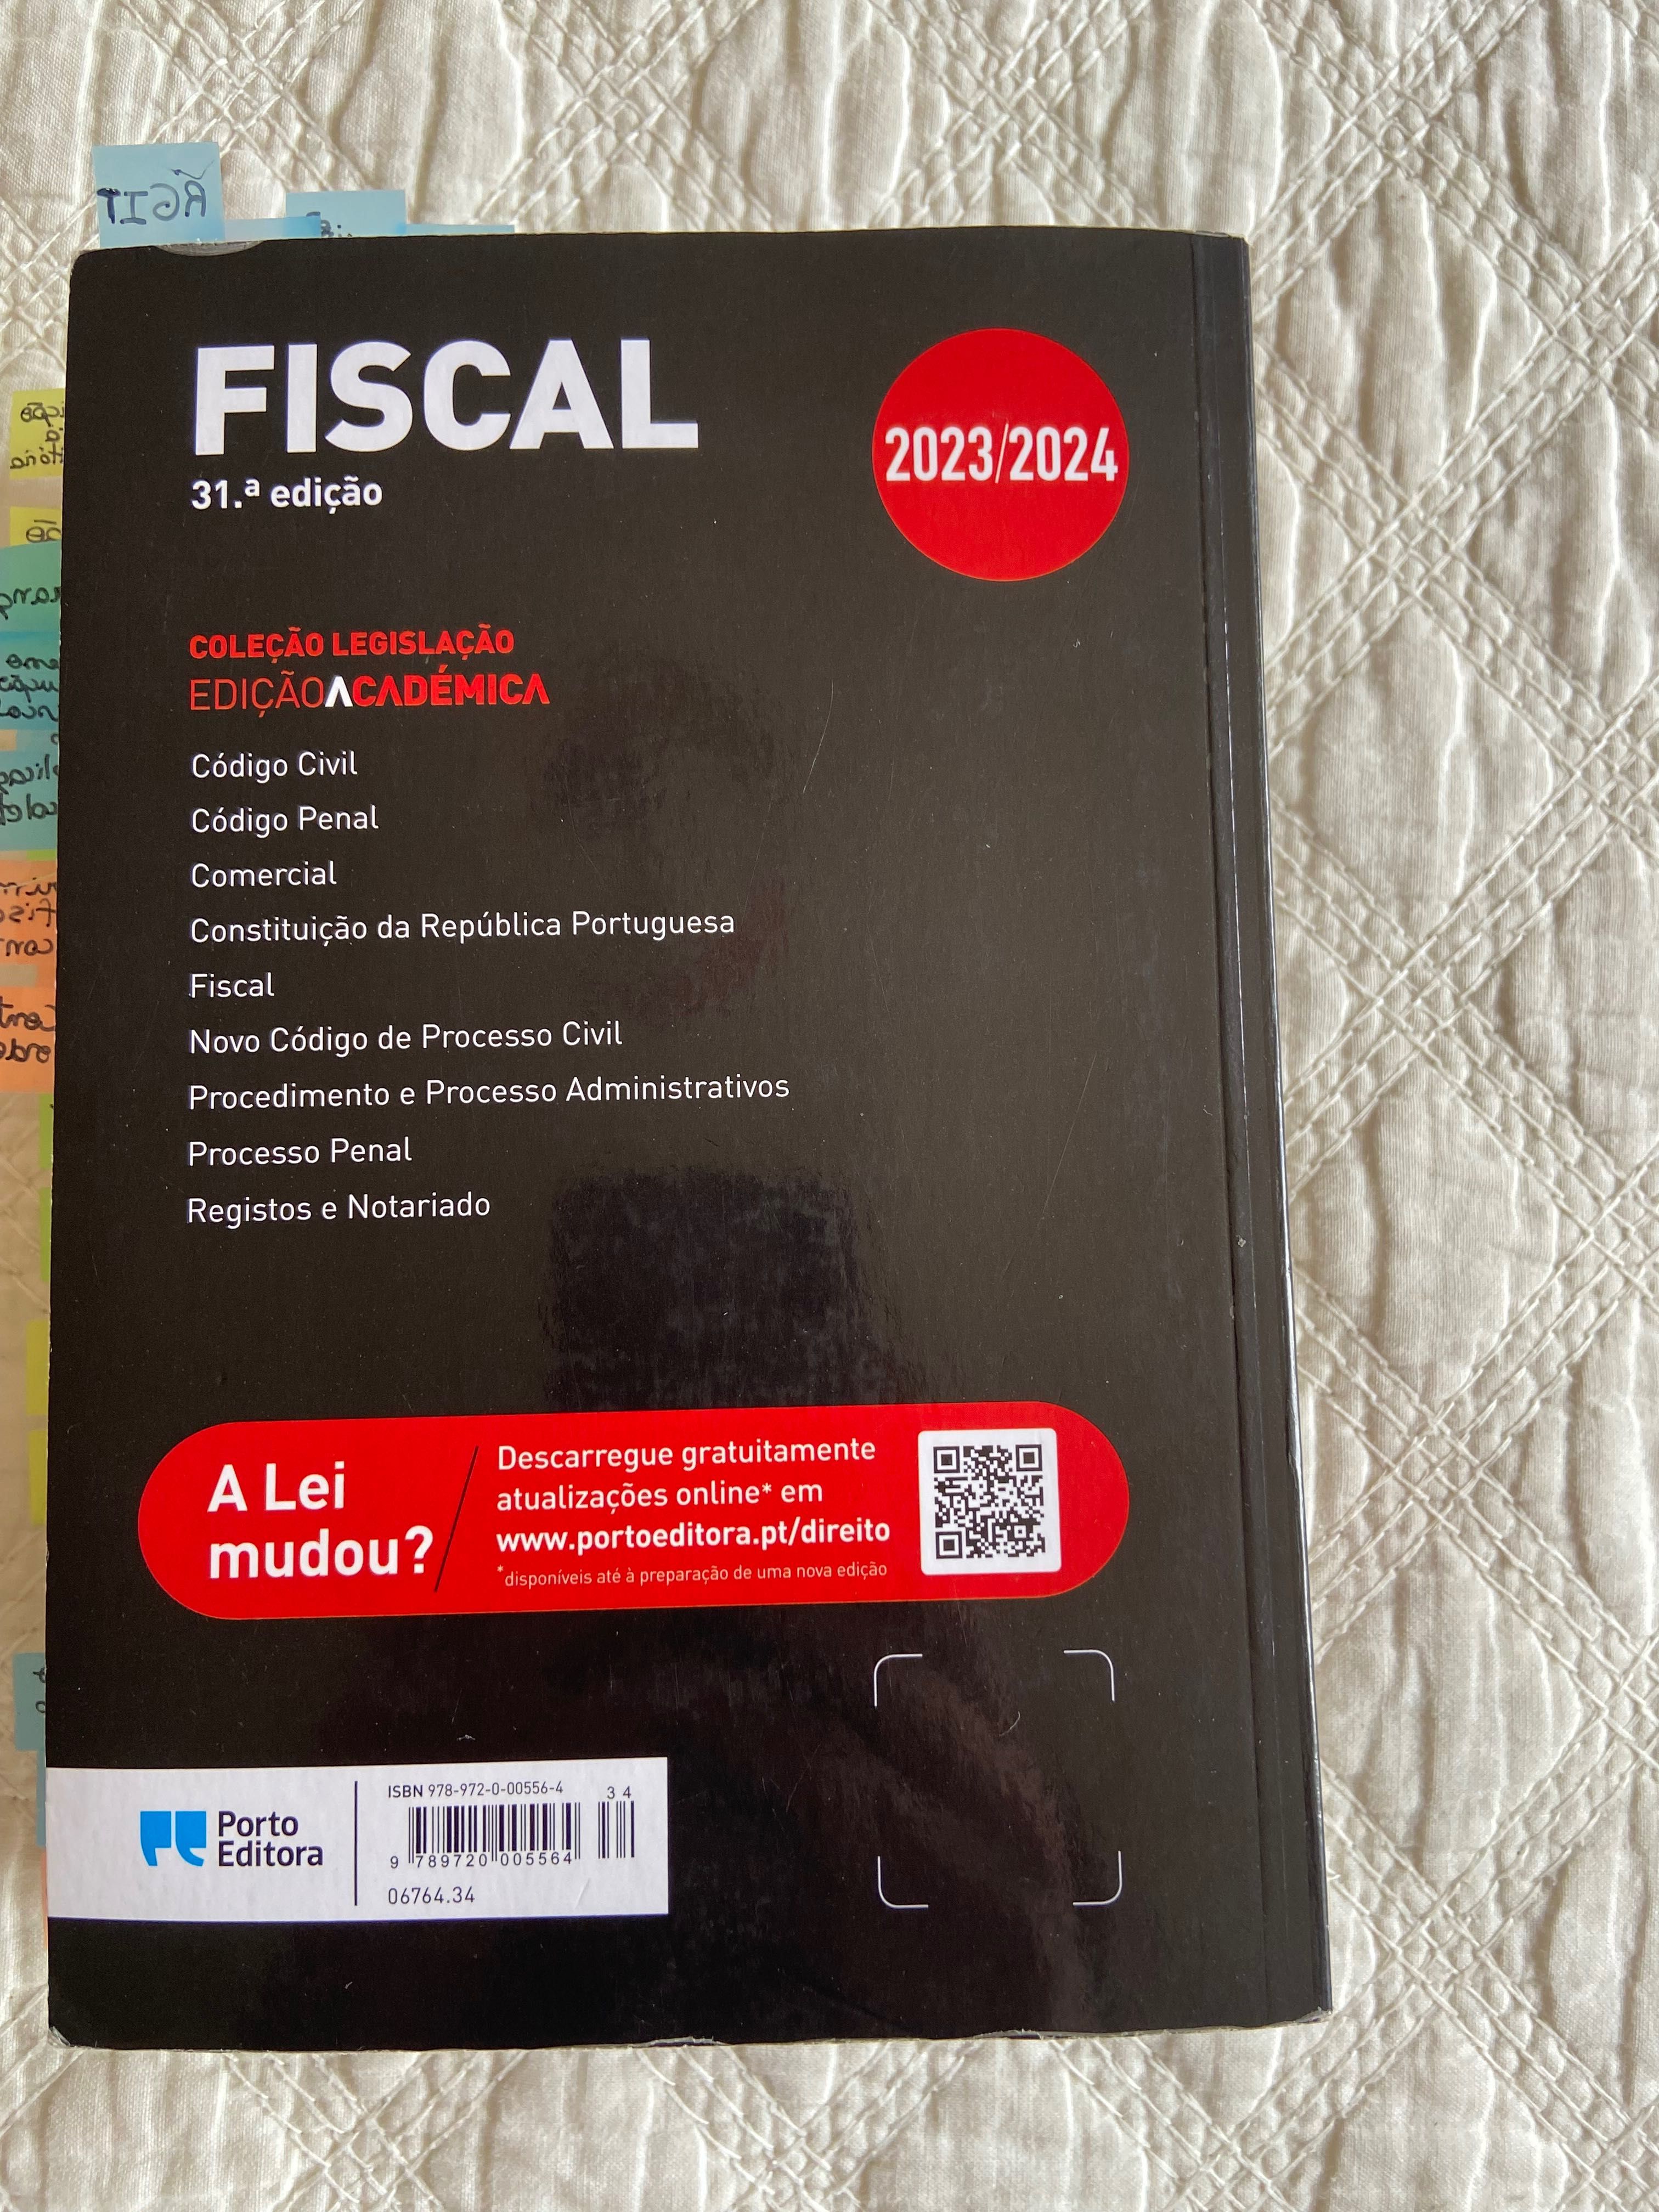 RGIT
FISCAL
31.ª edição
2023/2024
COLEÇÃO LEGISLAÇÃO
EDIÇÃOACADÉMICA
Código Civil
Código Penal
Comercial
Constituição da República Portuguesa
Fiscal
Novo Código de Processo Civil
Procedimento e Processo Administrativos
Processo Penal
Registos e Notariado
A Lei
mudou?
Descarregue gratuitamente
atualizações online* em
www.portoeditora.pt/direito
*disponíveis até à preparação de uma nova edição
Porto
Editora
ISBN 978-972-0-00556-4
34
9 789720 005564
06764.34